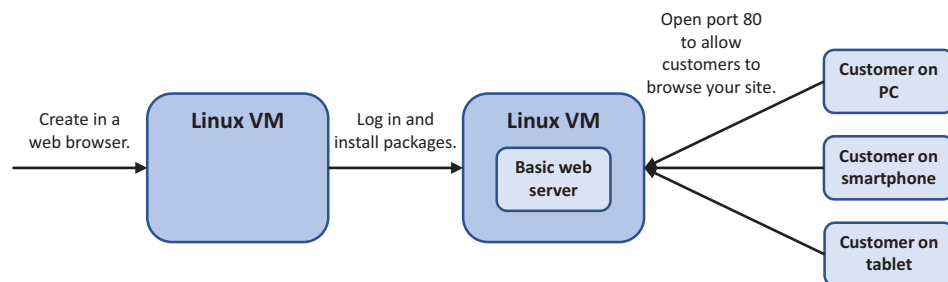 Create in a
web browser.
Linux VM
Log in and
install packages.
Linux VM
Basic web
server
Open port 80
to allow
customers to
browse your site.
Customer on
PC
Customer on
smartphone
Customer on
tablet